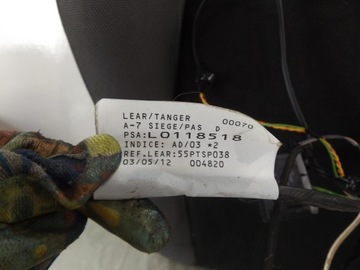 LEAR/TANGER 00070
A-7 SIEGE/PAS D
PSA:L0118518
INDICE: AD/03 *2
REF.LEAR:55PTSP038
03/05/12 004820